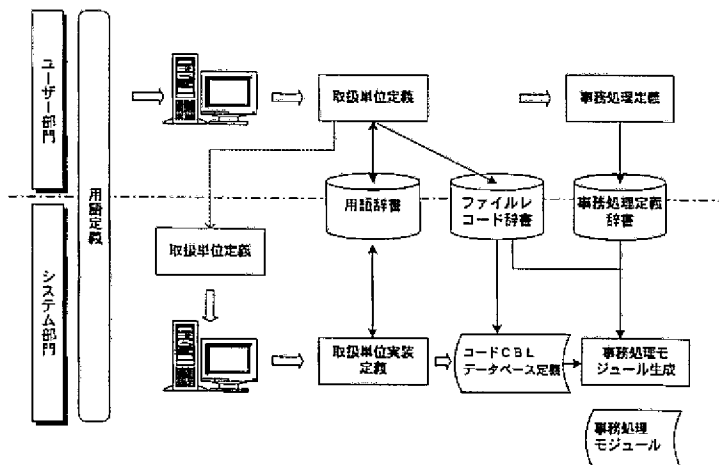 ユーザー部門
システム部門
用語定義
取扱単位定義
事務処理定義
用語辞書
ファイルレ
コード辞書
事務処理定義
辞書
取扱単位定義
取扱単位実装
定義
コードCBL
データベース定義
事務処理モ
ジュール生成
事務処理
モジュール